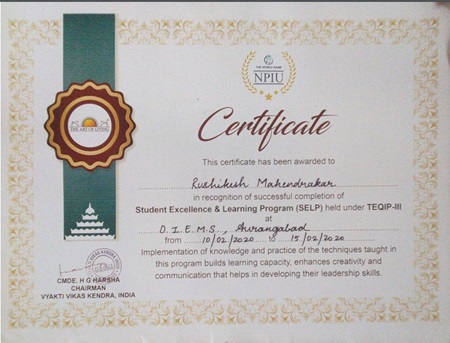 THE WORLD BANK
NPIU
THE ART OF LIVING
Certificate
This certificate has been awarded to
Rushikesh Mahendrakar
in recognition of successful completion of
Student Excellence & Learning Program (SELP) held under TEQIP-III
at
D.I.E.M.S., Aurangabad
from 10/02/2020 to 15/02/2020
Implementation of knowledge and practice of the techniques taught in
this program builds learning capacity, enhances creativity and
communication that helps in developing their leadership skills.
CMDE. H G HARSHA
CHAIRMAN
VYAKTI VIKAS KENDRA, INDIA